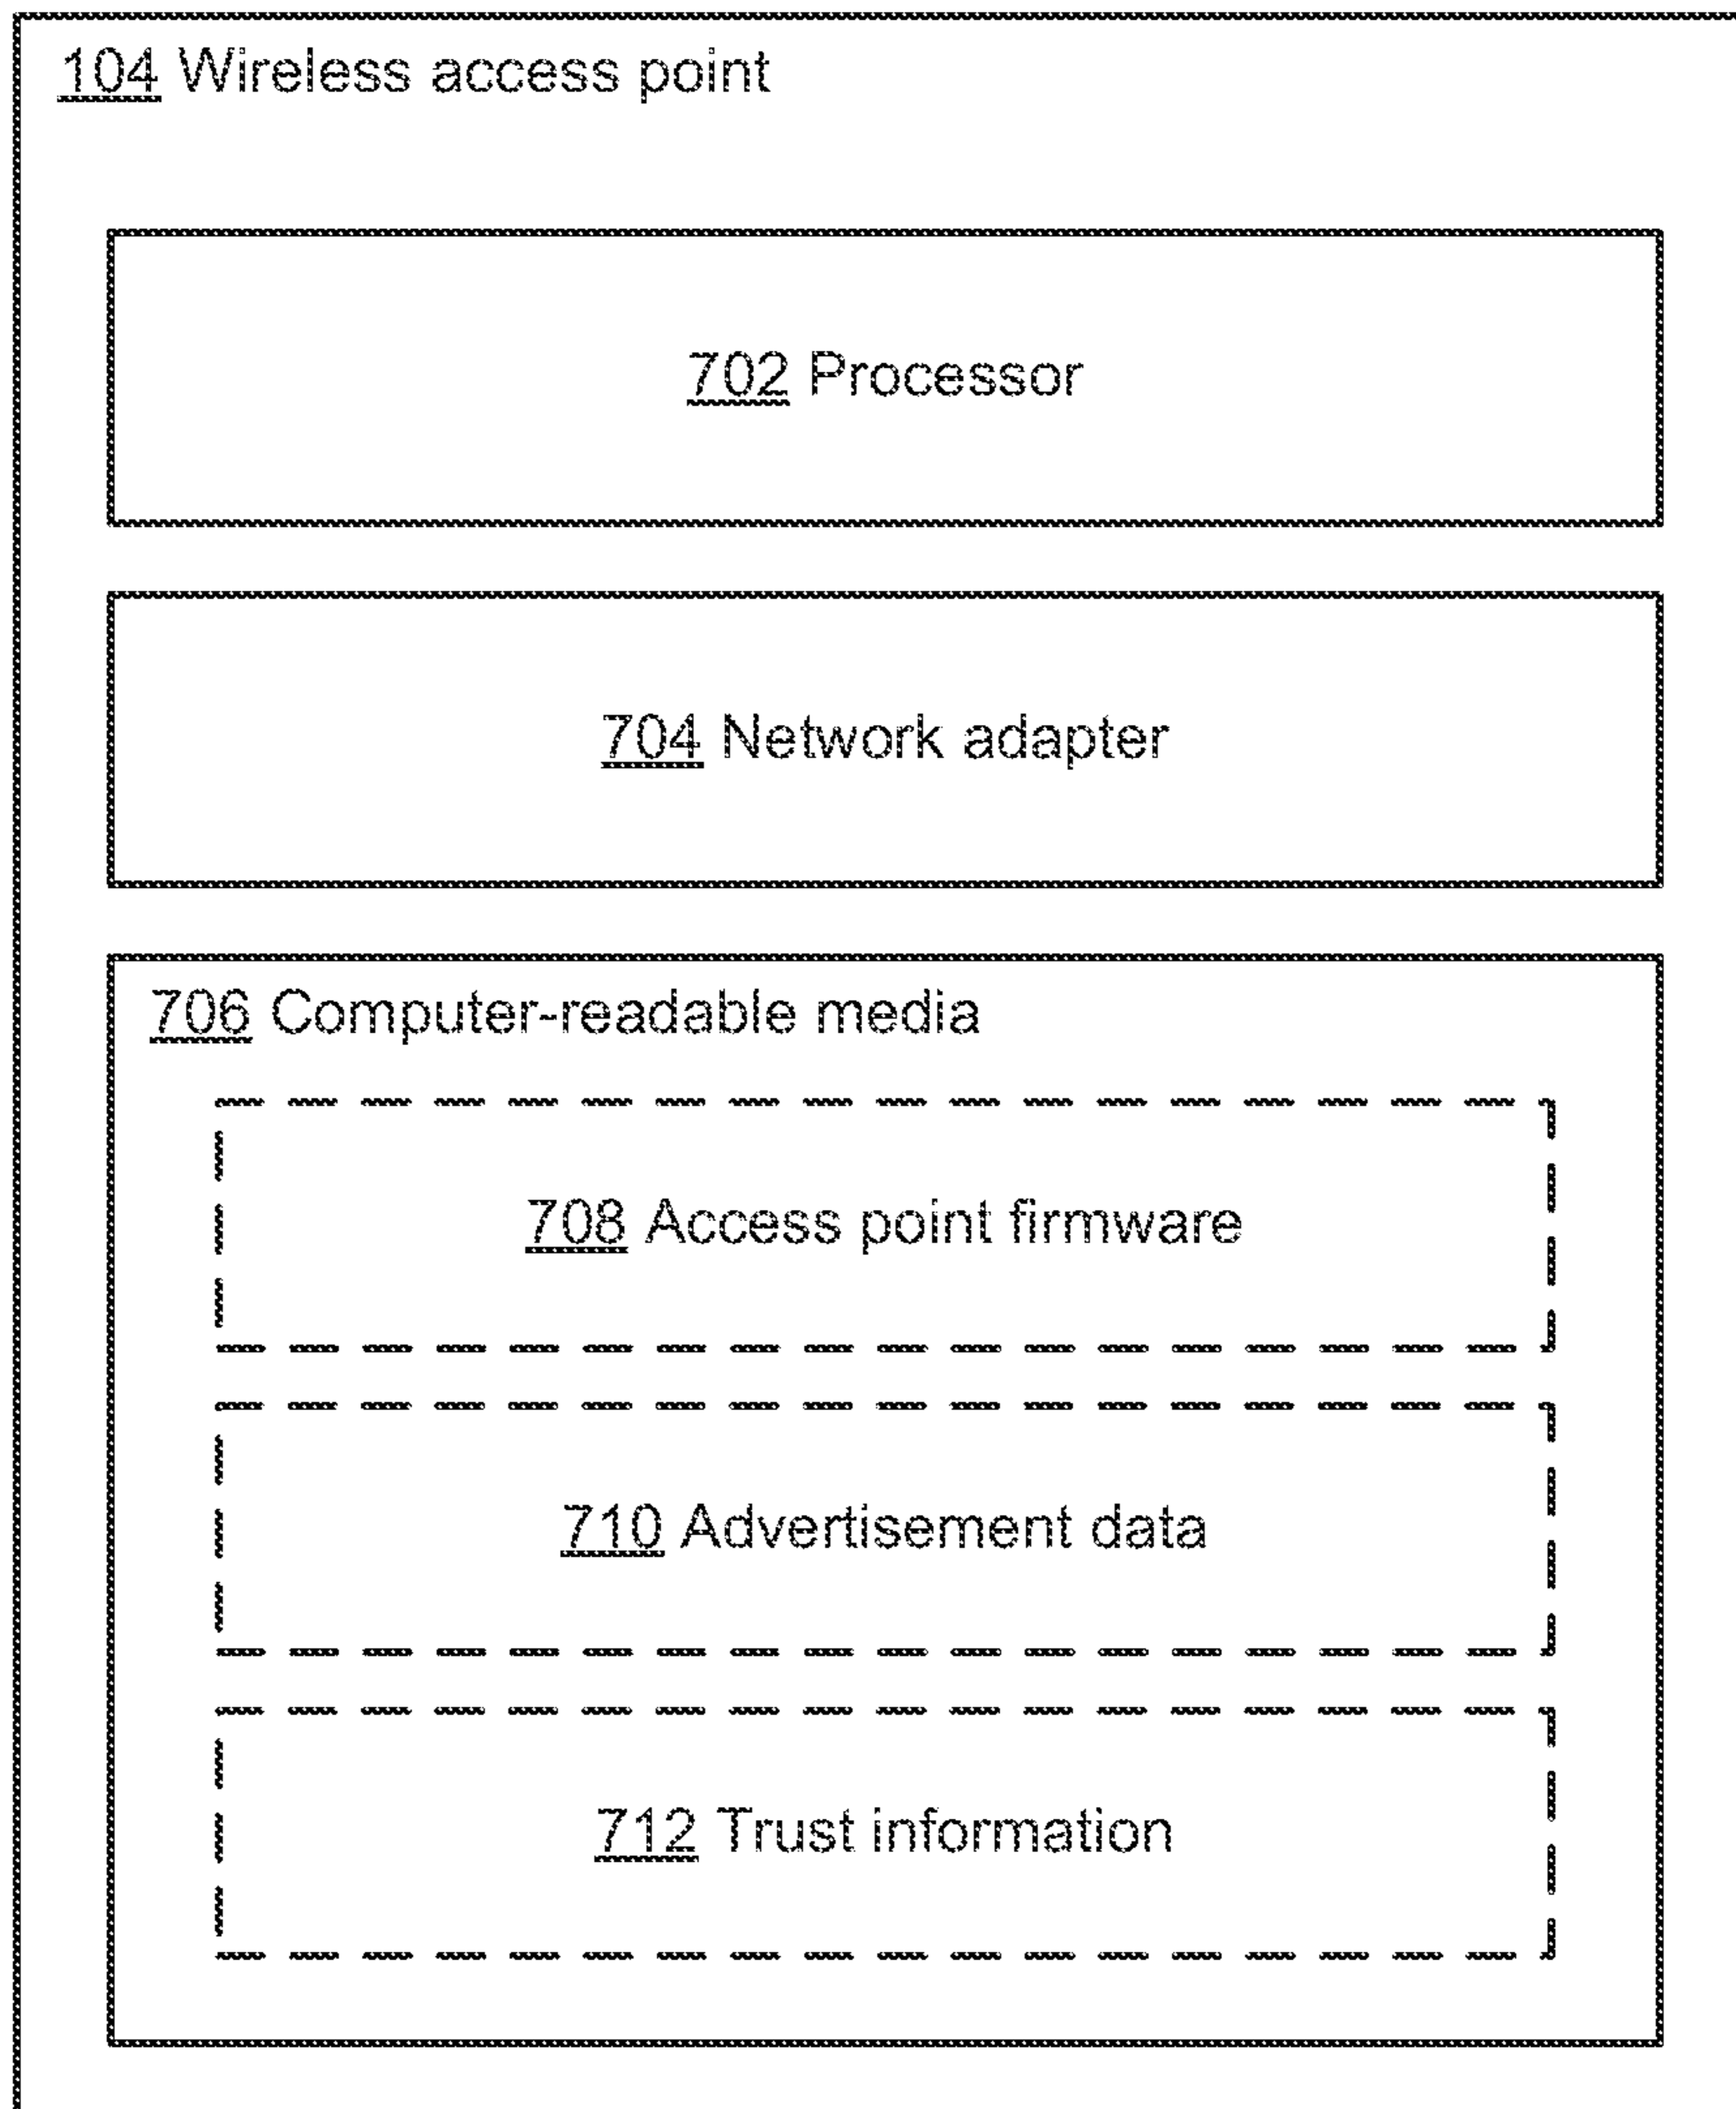 104 Wireless access point
702 Processor
704 Network adapter
706 Computer-readable media
708 Access point firmware
710 Advertisement data
712 Trust information